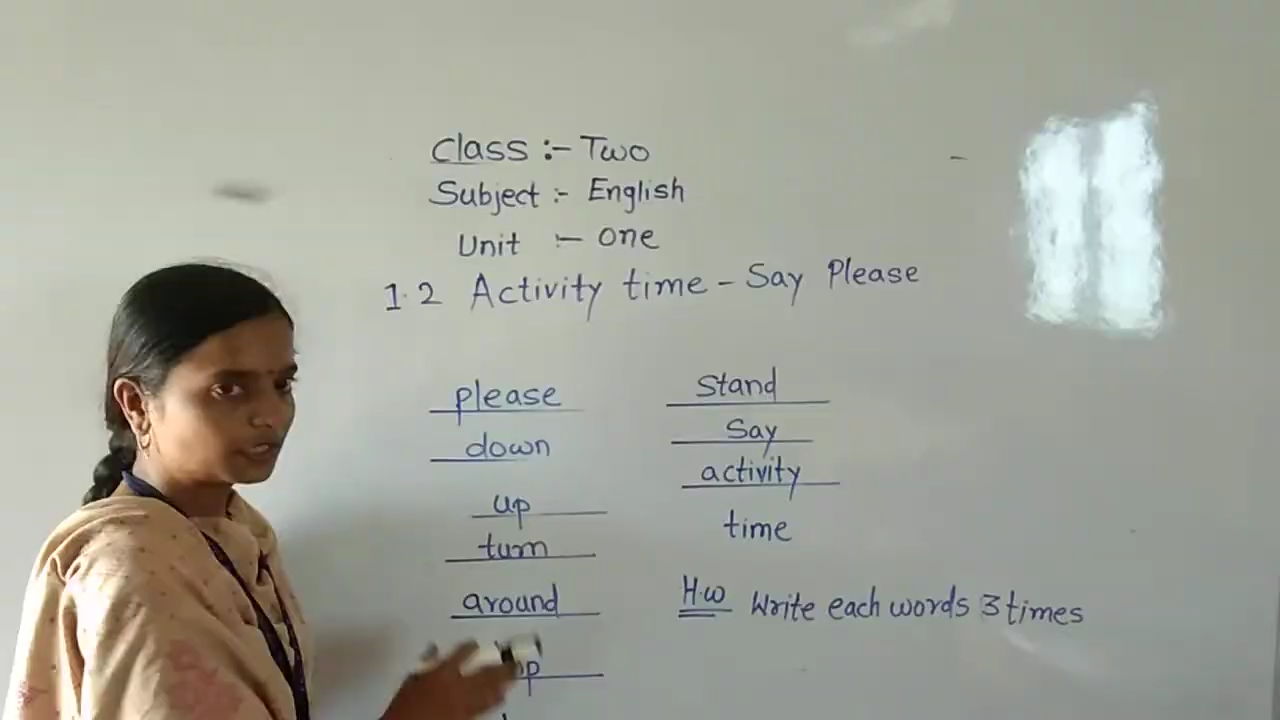 Class :- Two
Subject :- English
Unit :- One
1.2 Activity time - Say Please
please
down
up
turn
around
Stand
Say
activity
time
H.W Write each words 3 times